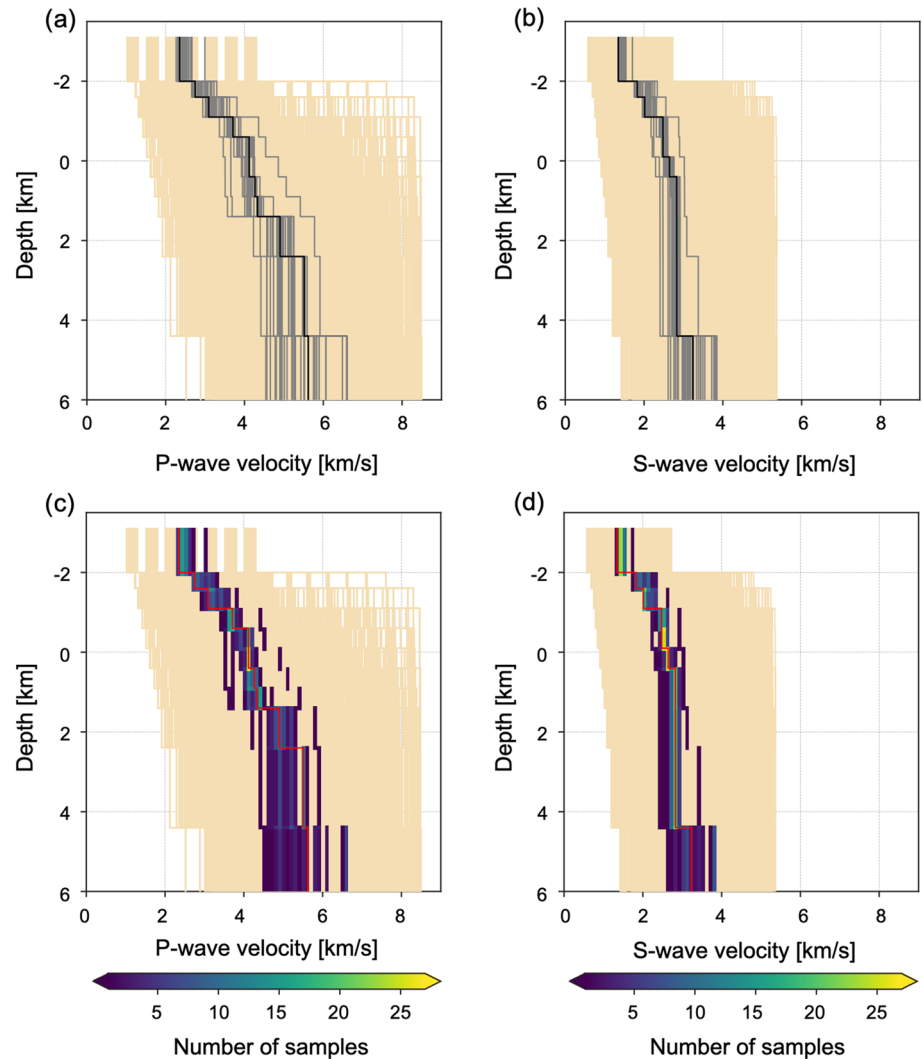 (a)
(b)
-2
0
2
4
6
Depth [km]
0 2 4 6 8
P-wave velocity [km/s]
-2
0
2
4
6
Depth [km]
0 2 4 6 8
S-wave velocity [km/s]
(c)
(d)
-2
0
2
4
6
Depth [km]
0 2 4 6 8
P-wave velocity [km/s]
5 10 15 20 25
Number of samples
-2
0
2
4
6
Depth [km]
0 2 4 6 8
S-wave velocity [km/s]
5 10 15 20 25
Number of samples